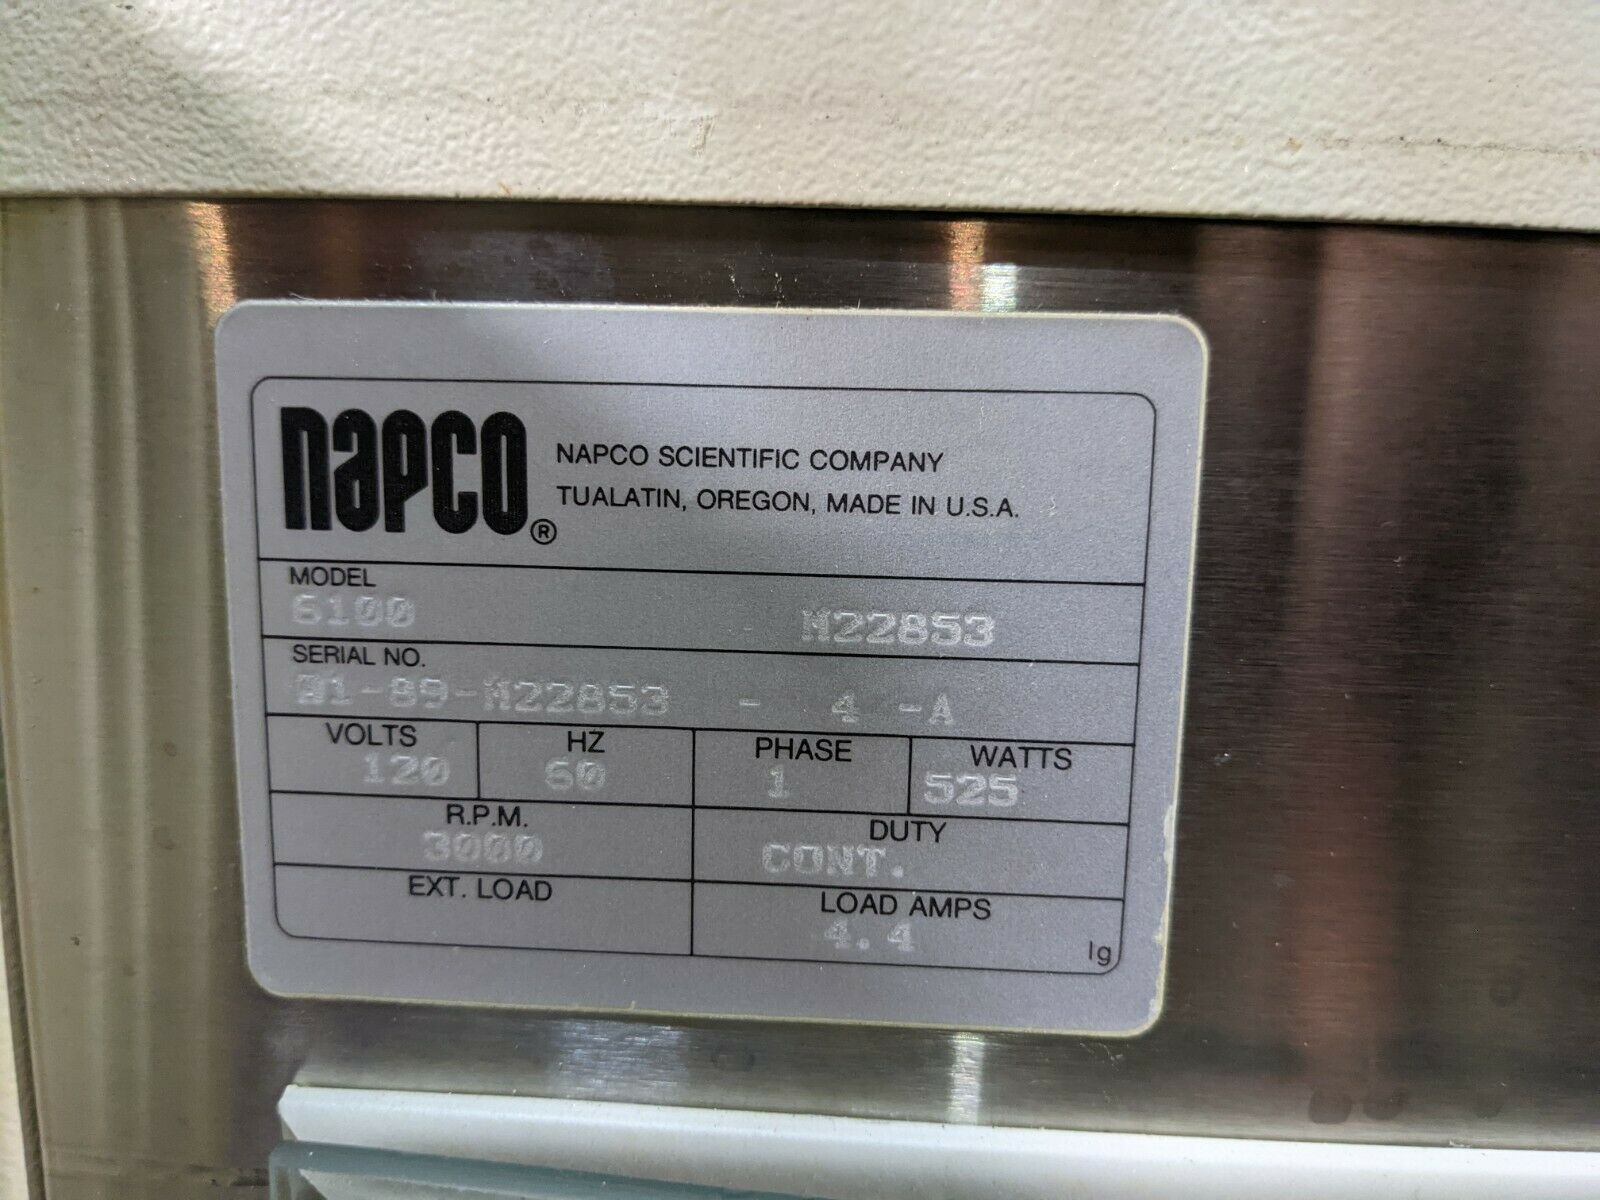 napco®
NAPCO SCIENTIFIC COMPANY
TUALATIN, OREGON, MADE IN U.S.A.
MODEL
6100 M22853
SERIAL NO.
01-89-M22853 - 4 -A
VOLTS HZ PHASE WATTS
120 60 1 525
R.P.M. DUTY
3000 CONT.
EXT. LOAD LOAD AMPS
4.4
lg